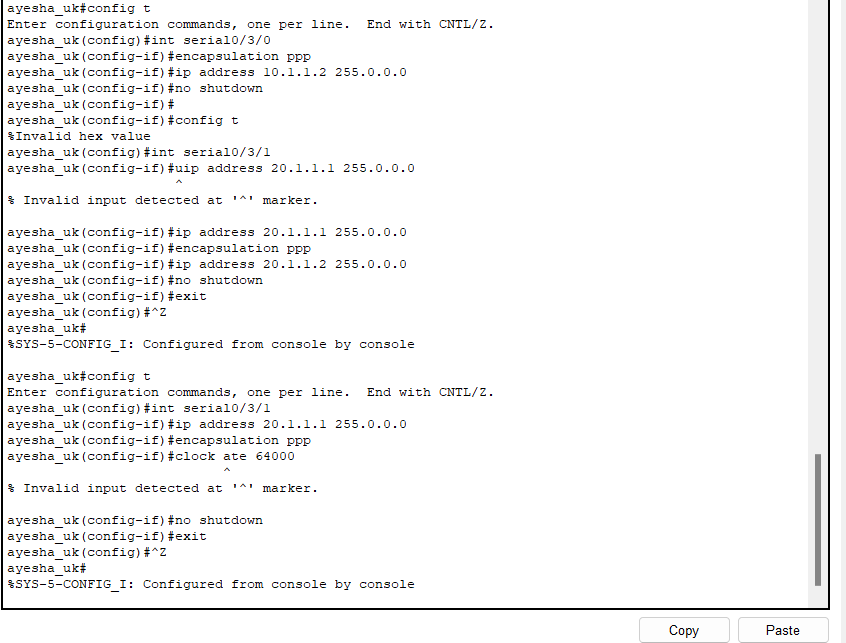 ayesha_uk#config t
Enter configuration commands, one per line.  End with CNTL/Z.
ayesha_uk(config)#int serial0/3/0
ayesha_uk(config-if)#encapsulation ppp
ayesha_uk(config-if)#ip address 10.1.1.2 255.0.0.0
ayesha_uk(config-if)#no shutdown
ayesha_uk(config-if)#
ayesha_uk(config-if)#config t
%Invalid hex value
ayesha_uk(config)#int serial0/3/1
ayesha_uk(config-if)#uip address 20.1.1.1 255.0.0.0
^
% Invalid input detected at '^' marker.
ayesha_uk(config-if)#ip address 20.1.1.1 255.0.0.0
ayesha_uk(config-if)#encapsulation ppp
ayesha_uk(config-if)#ip address 20.1.1.2 255.0.0.0
ayesha_uk(config-if)#no shutdown
ayesha_uk(config-if)#exit
ayesha_uk(config)#^Z
ayesha_uk#
%SYS-5-CONFIG_I: Configured from console by console
ayesha_uk#config t
Enter configuration commands, one per line.  End with CNTL/Z.
ayesha_uk(config)#int serial0/3/1
ayesha_uk(config-if)#ip address 20.1.1.1 255.0.0.0
ayesha_uk(config-if)#encapsulation ppp
ayesha_uk(config-if)#clock ate 64000
^
% Invalid input detected at '^' marker.
ayesha_uk(config-if)#no shutdown
ayesha_uk(config-if)#exit
ayesha_uk(config)#^Z
ayesha_uk#
%SYS-5-CONFIG_I: Configured from console by console
Copy
Paste